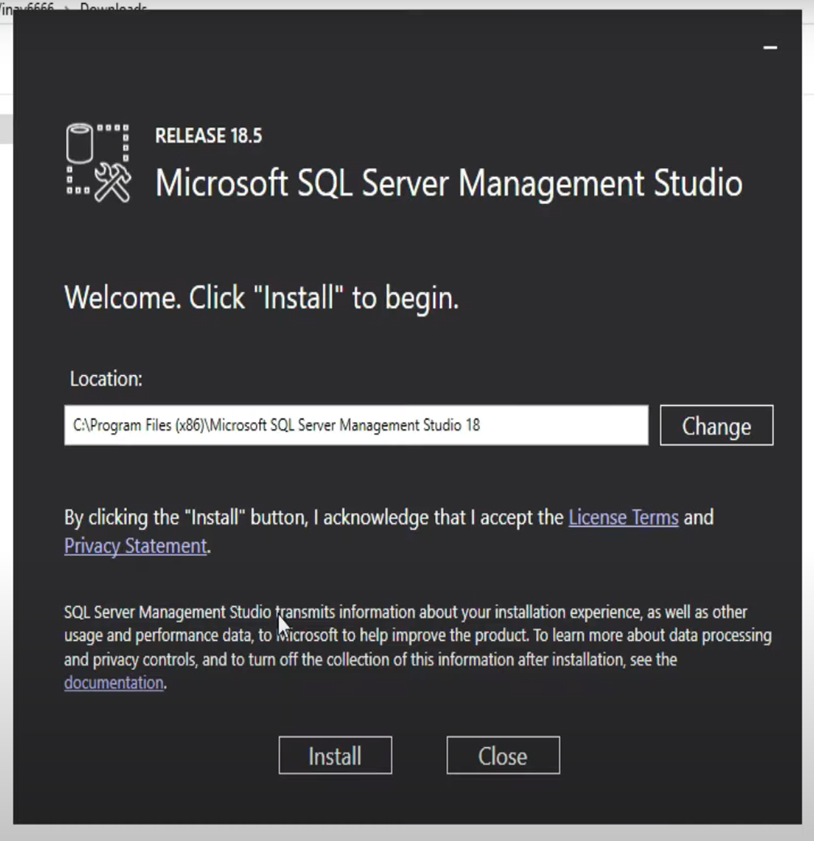 Downloads
RELEASE 18.5
Microsoft SQL Server Management Studio
Welcome. Click "Install" to begin.
Location:
C:\Program Files (x86)\Microsoft SQL Server Management Studio 18
Change
By clicking the "Install" button, I acknowledge that I accept the License Terms and
Privacy Statement.
SQL Server Management Studio transmits information about your installation experience, as well as other
usage and performance data, to Microsoft to help improve the product. To learn more about data processing
and privacy controls, and to turn off the collection of this information after installation, see the
documentation.
Install
Close